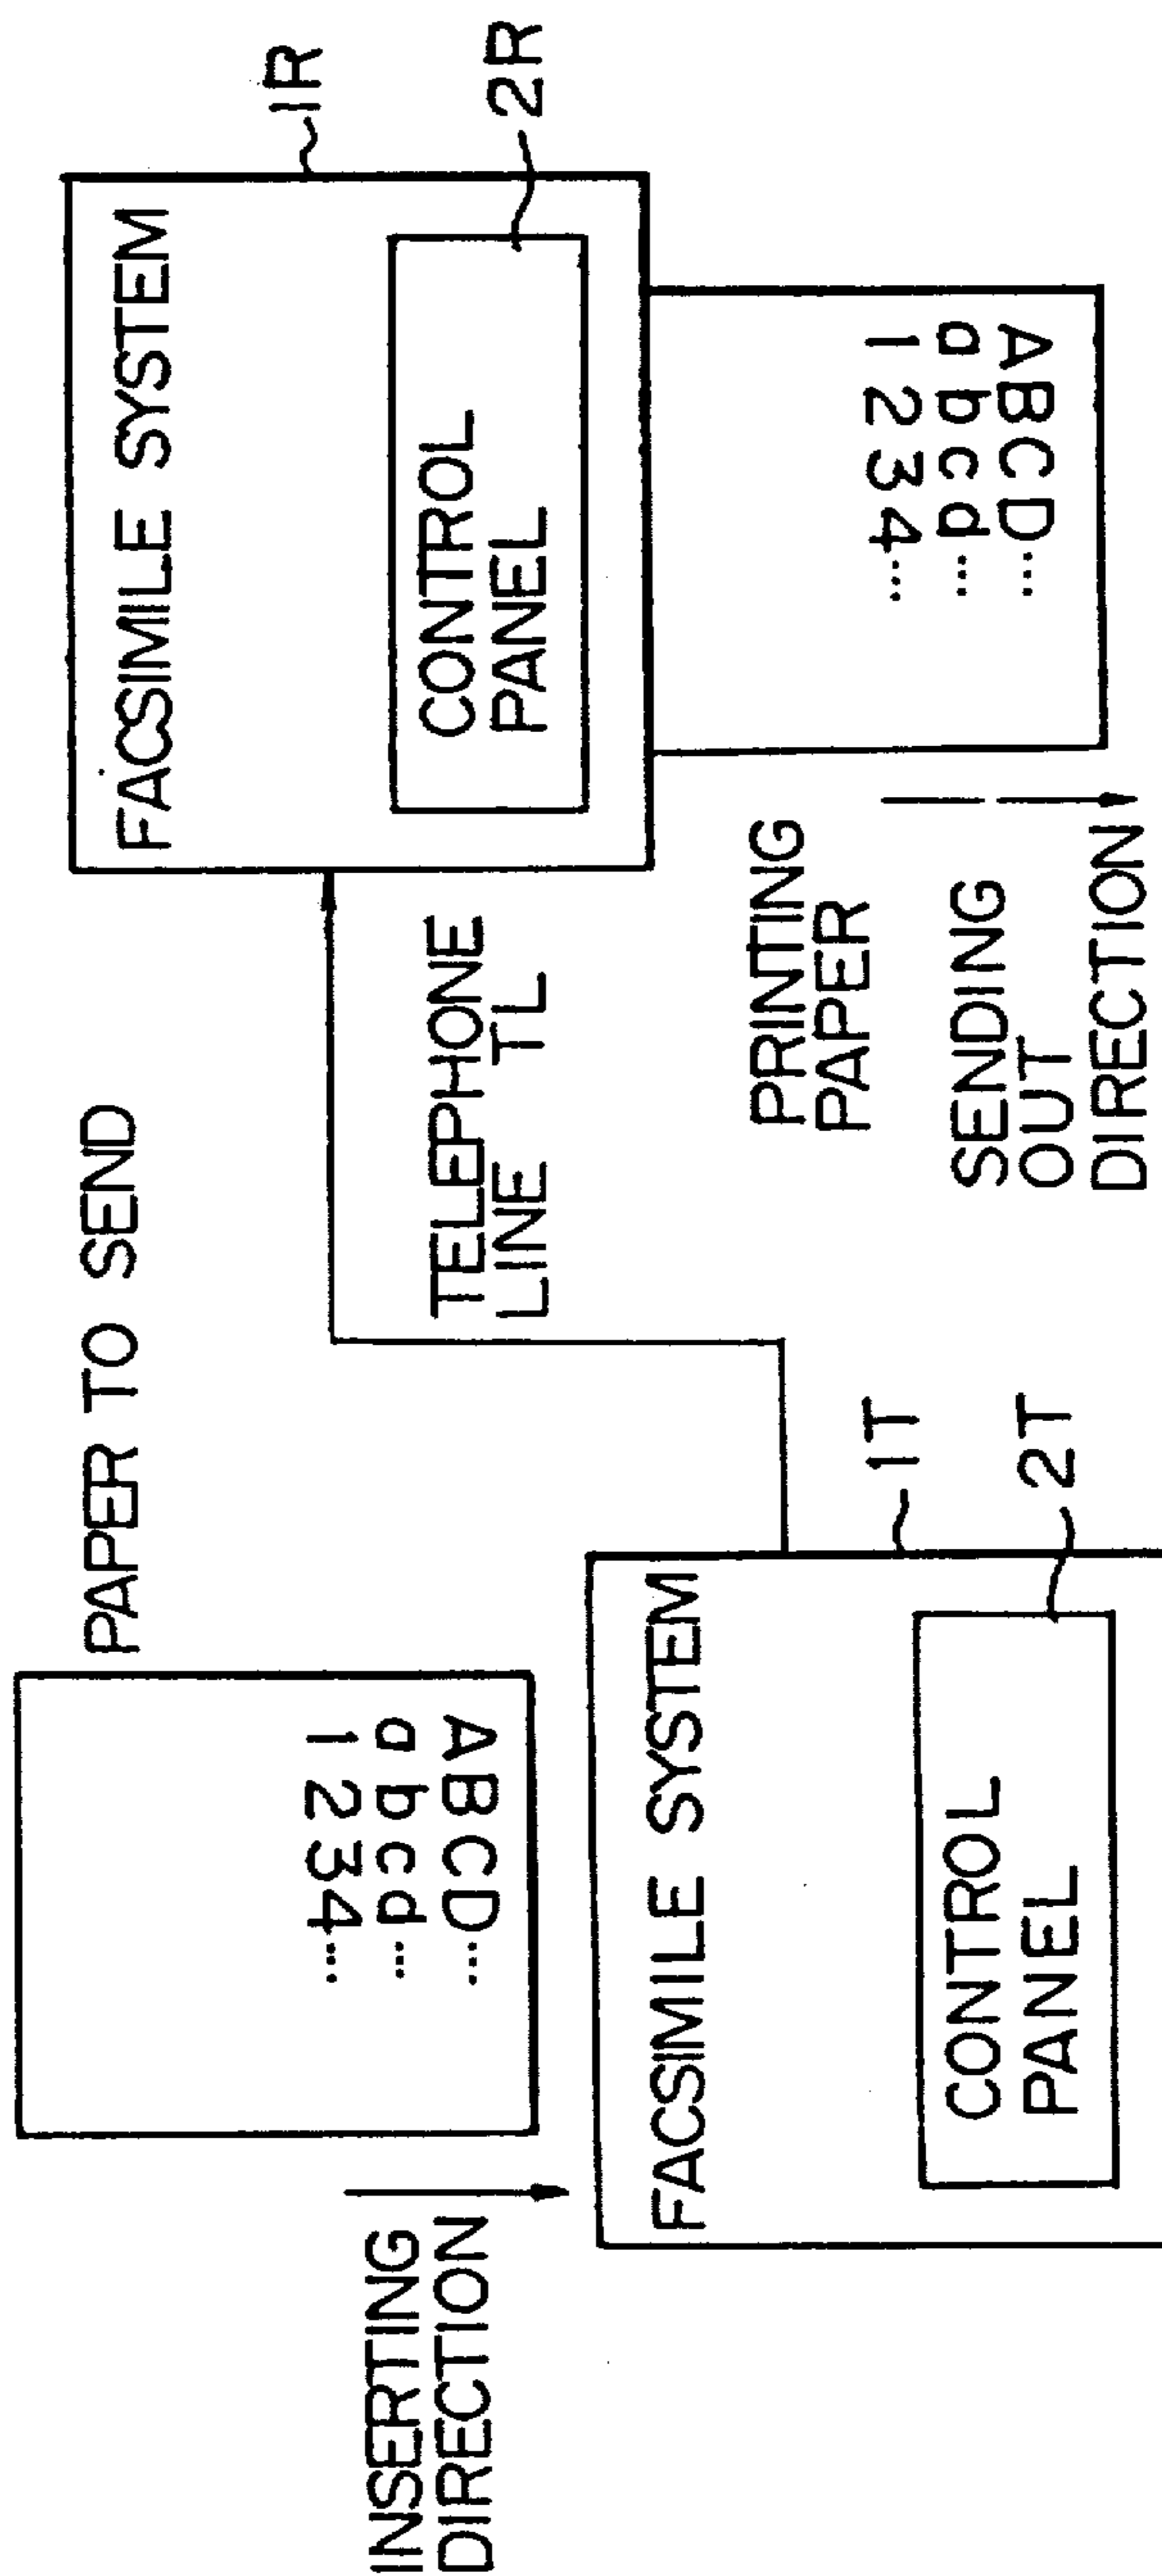 PAPER TO SEND
ABCD...
abcd...
1234...
INSERTING
DIRECTION
FACSIMILE SYSTEM
CONTROL
PANEL
1T
2T
TELEPHONE
LINE TL
FACSIMILE SYSTEM
CONTROL
PANEL
1R
2R
ABCD...
abcd...
1234...
PRINTING
PAPER
SENDING
OUT
DIRECTION